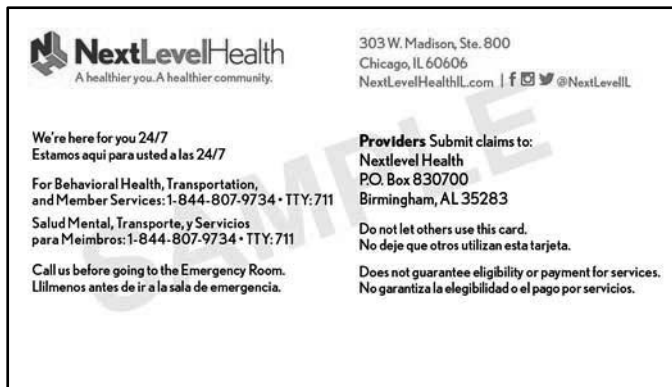 NextLevelHealth
A healthier you. A healthier community.
303 W. Madison, Ste. 800
Chicago, IL 60606
NextLevelHealthIL.com | @NextLevelIL
We're here for you 24/7
Estamos aqui para usted a las 24/7
For Behavioral Health, Transportation,
and Member Services: 1-844-807-9734 • TTY: 711
Salud Mental, Transporte, y Servicios
para Meimbros: 1-844-807-9734 • TTY: 711
Call us before going to the Emergency Room.
Llilmenos antes de ir a la sala de emergencia.
Providers Submit claims to:
Nextlevel Health
P.O. Box 830700
Birmingham, AL 35283
Do not let others use this card.
No deje que otros utilizan esta tarjeta.
Does not guarantee eligibility or payment for services.
No garantiza la elegibilidad o el pago por servicios.
SAMPLE